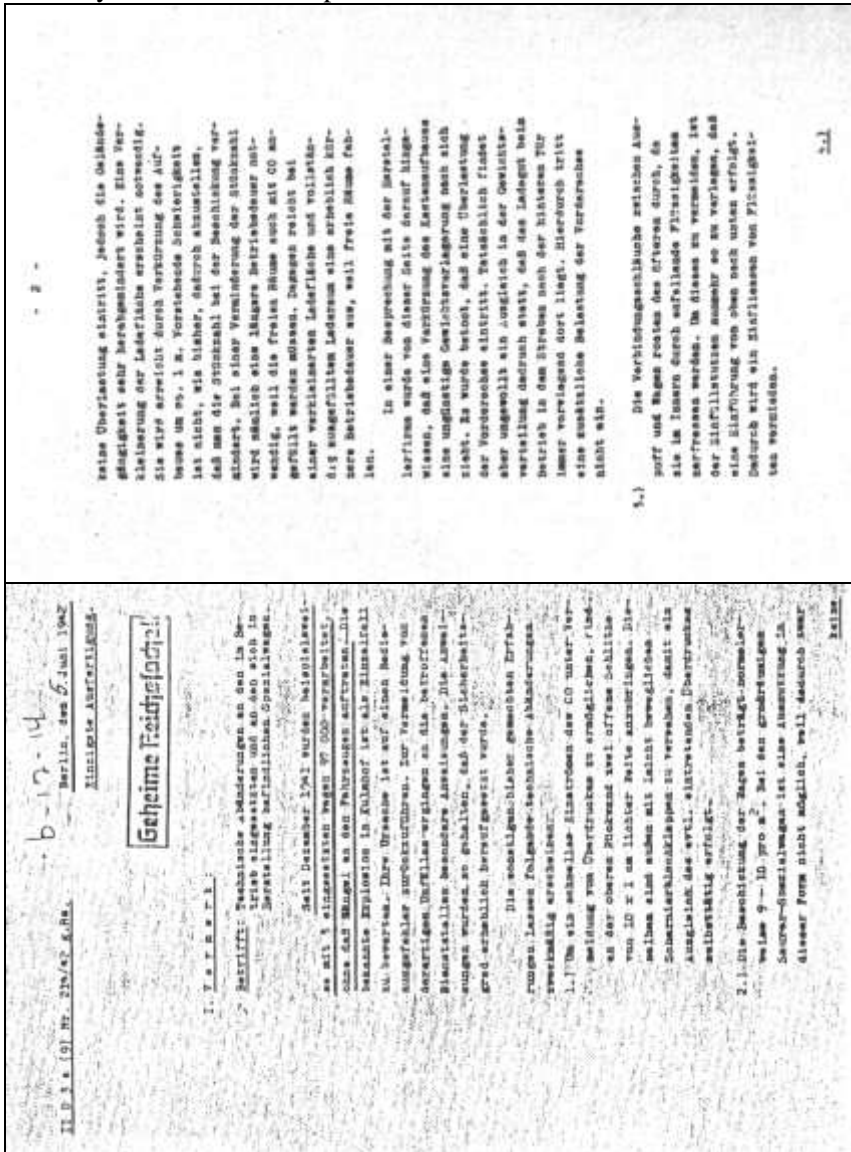 II D 3 a (9) Nr. 214/42 g.Rs.
b-17-14
Berlin, den 5. Juni 1942
Einzigste Ausfertigung.
Geheime Reichssache!
I. Vermerk:
Betrifft: Technische Abänderungen an den im Be-
trieb eingesetzten und an den sich in
Herstellung befindlichen Spezialwagen.
Seit Dezember 1941 wurden beispielswei-
se mit 3 eingesetzten Wagen 97 000 verarbeitet,
ohne daß Mängel an den Fahrzeugen auftraten. Die
bekannte Explosion in Kulmhof ist als Einzelfall
zu bewerten. Ihre Ursache ist auf einen Bedie-
nungsfehler zurückzuführen. Zur Vermeidung von
derartigen Unfällen ergingen an die betroffenen
Dienststellen besondere Anweisungen. Die Anwei-
sungen wurden so gehalten, daß der Sicherheits-
grad erheblich heraufgesetzt wurde.
Die sonstigen bisher gemachten Erfah-
rungen lassen folgende technische Abänderungen
zweckmäßig erscheinen:
1.) Um ein schnelles Einströmen des CO unter Ver-
meidung von Überdrucken zu ermöglichen, sind
an der oberen Rückwand zwei offene Schlitze
von 10 x 1 cm lichter Weite anzubringen. Die-
selben sind außen mit leicht beweglichen
Scharnierblechklappen zu versehen, damit ein
Ausgleich des evtl. eintretenden Überdruckes
selbsttätig erfolgt.
2.) Die Beschickung der Wagen beträgt normaler-
weise 9 - 10 pro m². Bei den großräumigen
Saurer-Spezialwagen ist eine Ausnutzung in
dieser Form nicht möglich, weil dadurch zwar
keine
- 2 -
keine Überlastung eintritt, jedoch die Gelände-
gängigkeit sehr herabgemindert wird. Eine Ver-
kleinerung der Ladefläche erscheint notwendig.
Sie wird erreicht durch Verkürzung des Auf-
baues um ca. 1 m. Vorstehende Schwierigkeit
ist nicht, wie bisher, dadurch abzustellen,
daß man die Stückzahl bei der Beschickung ver-
mindert. Bei einer Verminderung der Stückzahl
wird nämlich eine längere Betriebsdauer not-
wendig, weil die freien Räume auch mit CO an-
gefüllt werden müssen. Dagegen reicht bei
einer verkleinerten Ladefläche und vollstän-
dig ausgefülltem Laderaum eine erheblich kür-
zere Betriebsdauer aus, weil freie Räume feh-
len.
In einer Besprechung mit der Herstel-
lerfirma wurde von dieser Seite darauf hinge-
wiesen, daß eine Verkürzung des Kastenaufbaues
eine ungünstige Gewichtsverlagerung nach sich
zieht. Es wurde betont, daß eine Überlastung
der Vorderachse eintritt. Tatsächlich findet
aber ungewollt ein Ausgleich in der Gewichts-
verteilung dadurch statt, daß das Ladegut beim
Betrieb in dem Streben nach der hinteren Tür
immer vorwiegend dort liegt. Hierdurch tritt
eine zusätzliche Belastung der Vorderachse
nicht ein.
3.)
Die Verbindungsschläuche zwischen Aus-
puff und Wagen rosten des öfteren durch, da
sie im Innern durch anfallende Flüssigkeiten
zerfressen werden. Um dieses zu vermeiden, ist
der Einfüllstutzen nunmehr so zu verlegen, daß
eine Einführung von oben nach unten erfolgt.
Dadurch wird ein Einfliessen von Flüssigkei-
ten vermieden.